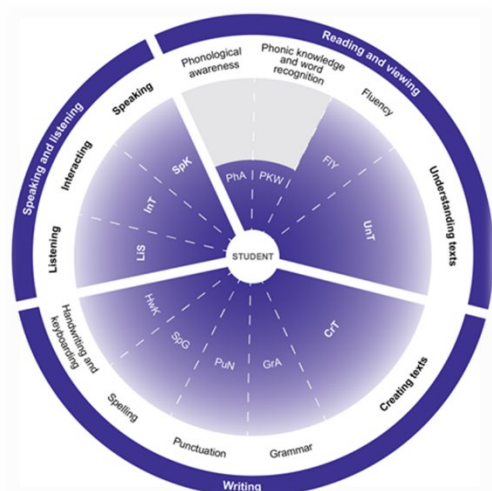 Reading and viewing
Phonological
awareness
Phonic knowledge
and word
recognition
Fluency
Understanding texts
Speaking and listening
Speaking
Interacting
Listening
SpK
InT
LiS
PhA
PKW
FlY
UnT
STUDENT
HwK
SpG
PuN
GrA
CrT
Handwriting and
keyboarding
Spelling
Punctuation
Grammar
Creating texts
Writing